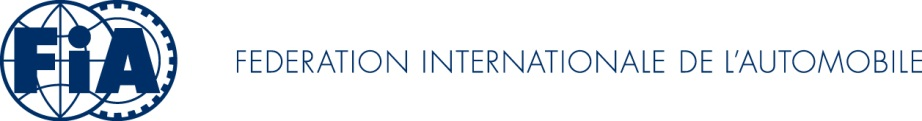 FiA
FEDERATION INTERNATIONALE DE L'AUTOMOBILE